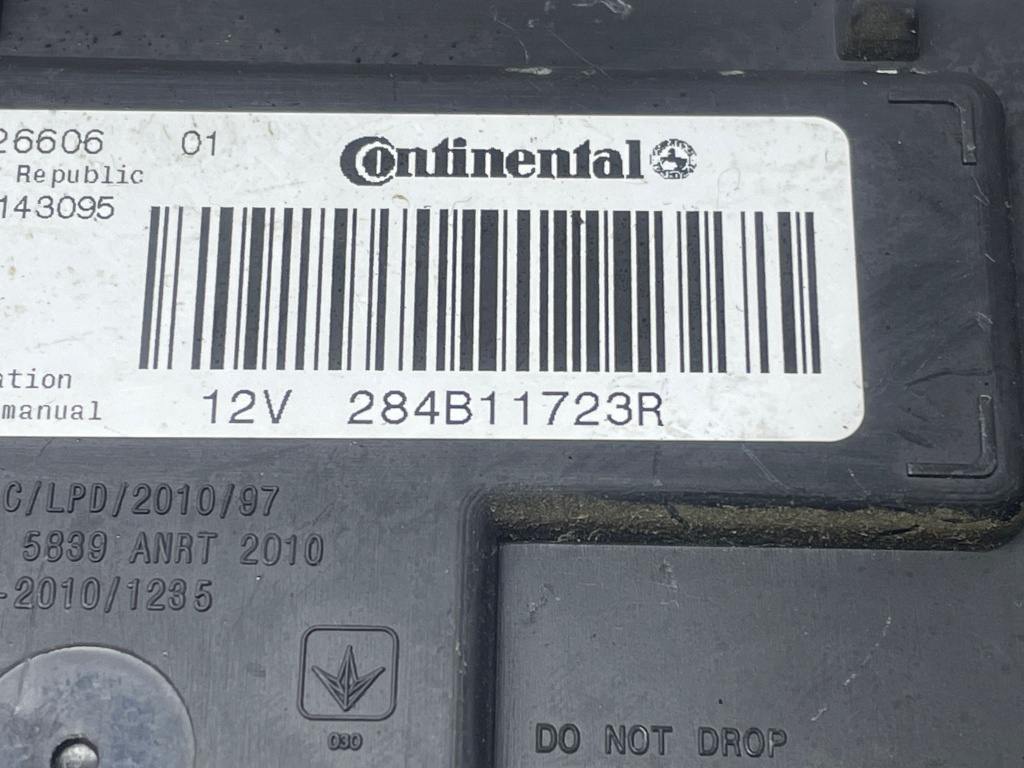 26606 01
Continental
Republic
143095
ation
manual
12V 284B11723R
C/LPD/2010/97
5839 ANRT 2010
-2010/1235
030
DO NOT DROP